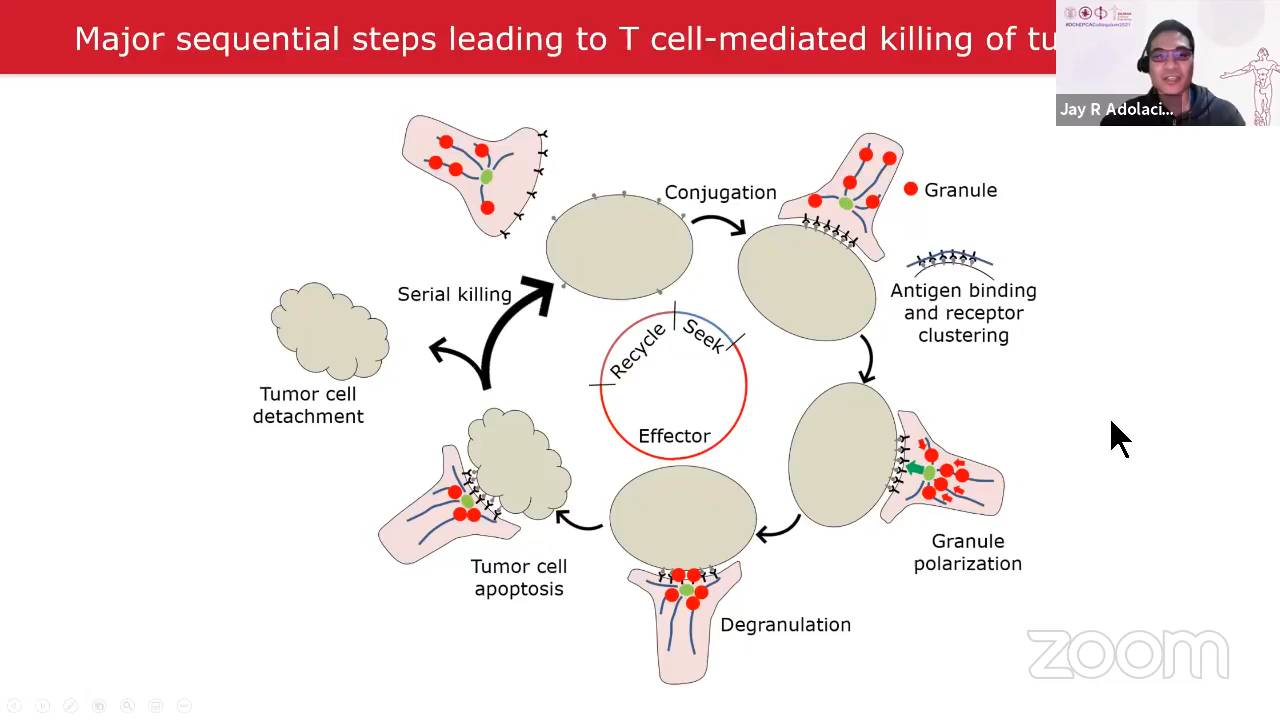 Major sequential steps leading to T cell-mediated killing of tu
#DChEPCAColloquium2021
Jay R Adolaci...
Conjugation
Granule
Serial killing
Antigen binding
and receptor
clustering
Recycle
Seek
Effector
Tumor cell
detachment
Granule
polarization
Tumor cell
apoptosis
Degranulation
zoom